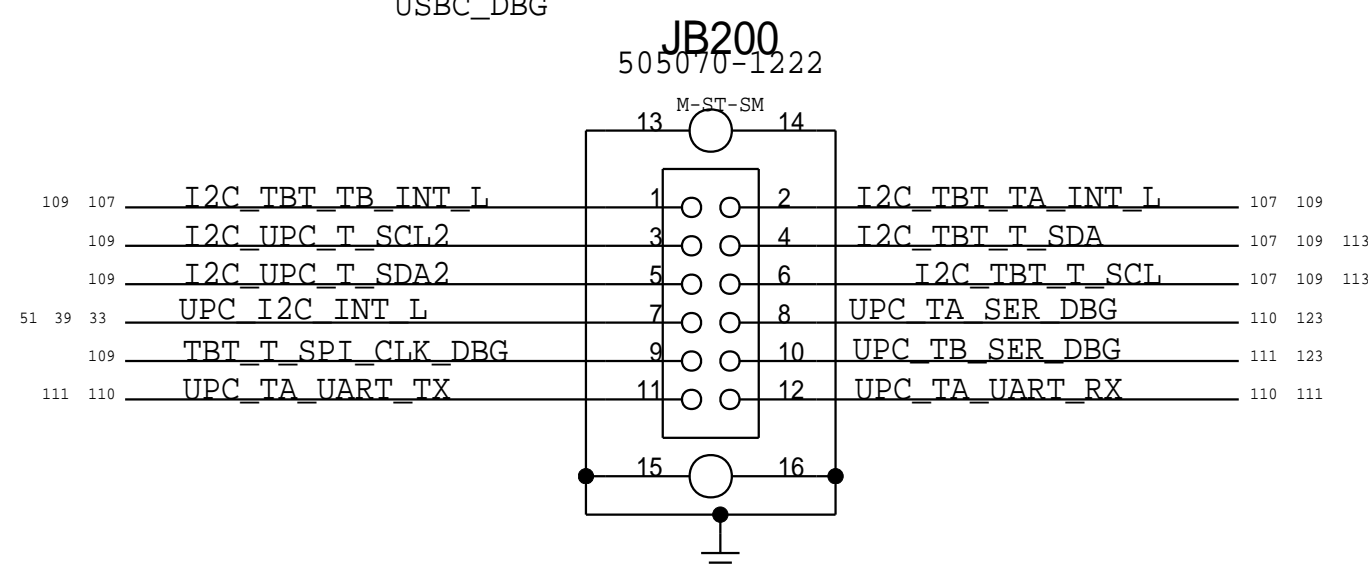 USBC_DBG
JB200
505070-1222
M-ST-SM
13 14
109 107 I2C_TBT_TB_INT_L 1 2 I2C_TBT_TA_INT_L 107 109
109 I2C_UPC_T_SCL2 3 4 I2C_TBT_T_SDA 107 109 113
109 I2C_UPC_T_SDA2 5 6 I2C_TBT_T_SCL 107 109 113
51 39 33 UPC_I2C_INT_L 7 8 UPC_TA_SER_DBG 110 123
109 TBT_T_SPI_CLK_DBG 9 10 UPC_TB_SER_DBG 111 123
111 110 UPC_TA_UART_TX 11 12 UPC_TA_UART_RX 110 111
15 16